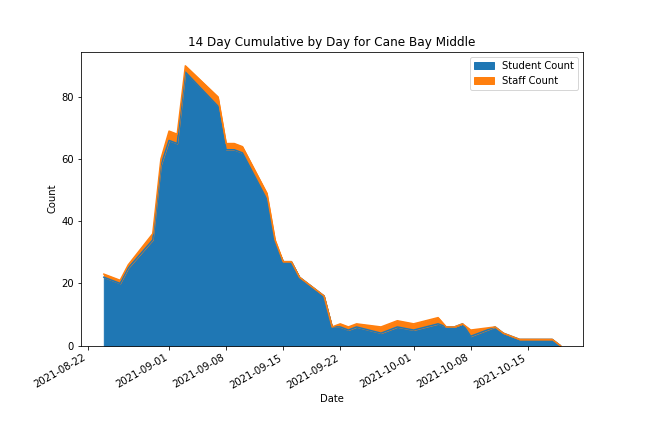 14 Day Cumulative by Day for Cane Bay Middle
Student Count
Staff Count
Count
80
60
40
20
0
2021-08-22
2021-09-01
2021-09-08
2021-09-15
2021-09-22
2021-10-01
2021-10-08
2021-10-15
Date